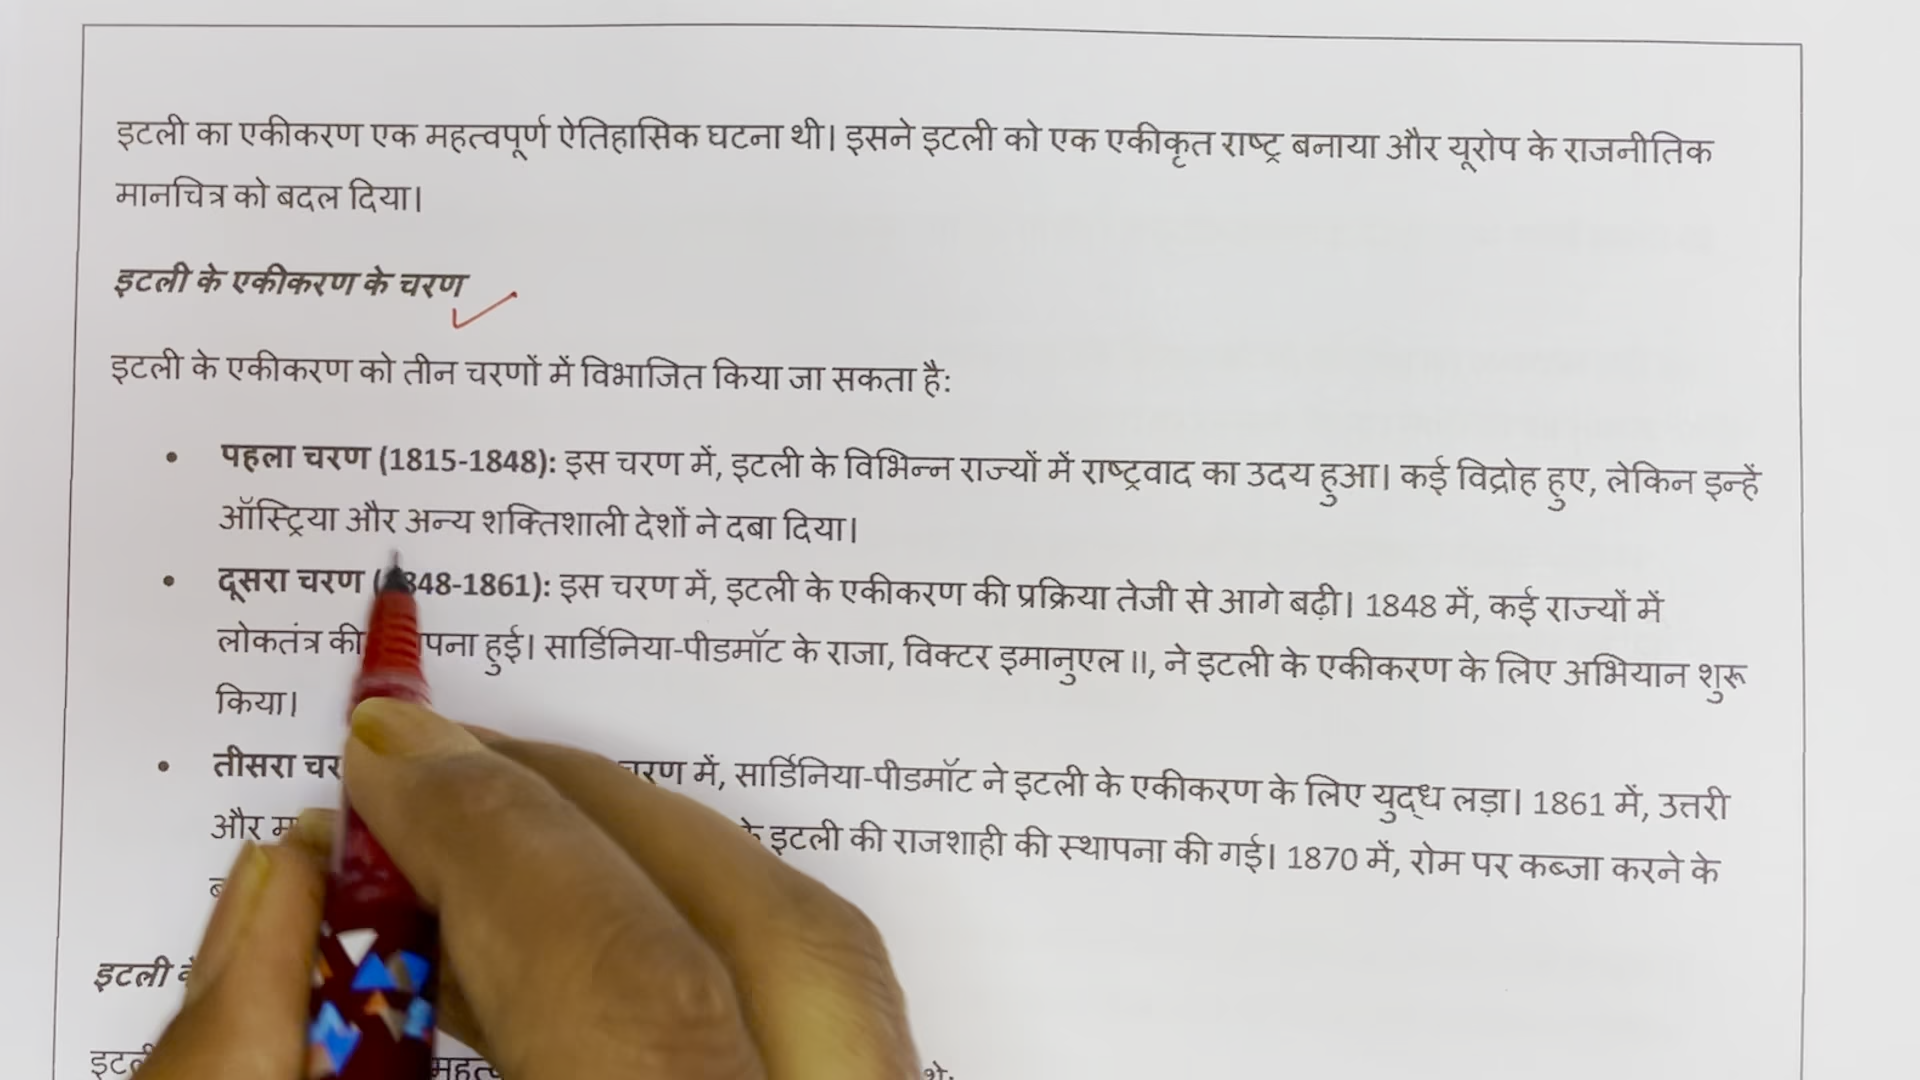 इटली का एकीकरण एक महत्वपूर्ण ऐतिहासिक घटना थी। इसने इटली को एक एकीकृत राष्ट्र बनाया और यूरोप के राजनीतिक
मानचित्र को बदल दिया।
इटली के एकीकरण के चरण
इटली के एकीकरण को तीन चरणों में विभाजित किया जा सकता है:
• पहला चरण (1815-1848): इस चरण में, इटली के विभिन्न राज्यों में राष्ट्रवाद का उदय हुआ। कई विद्रोह हुए, लेकिन इन्हें
ऑस्ट्रिया और अन्य शक्तिशाली देशों ने दबा दिया।
• दूसरा चरण (1848-1861): इस चरण में, इटली के एकीकरण की प्रक्रिया तेजी से आगे बढ़ी। 1848 में, कई राज्यों में
लोकतंत्र की हुई। सार्डिनिया-पीडमॉट के राजा, विक्टर इमानुएल II, ने इटली के एकीकरण के लिए अभियान शुरू
किया।
• तीसरा में, सार्डिनिया-पीडमॉट ने इटली के एकीकरण के लिए युद्ध लड़ा। 1861 में, उत्तरी
और इटली की राजशाही की स्थापना की गई। 1870 में, रोम पर कब्जा करने के
इटली